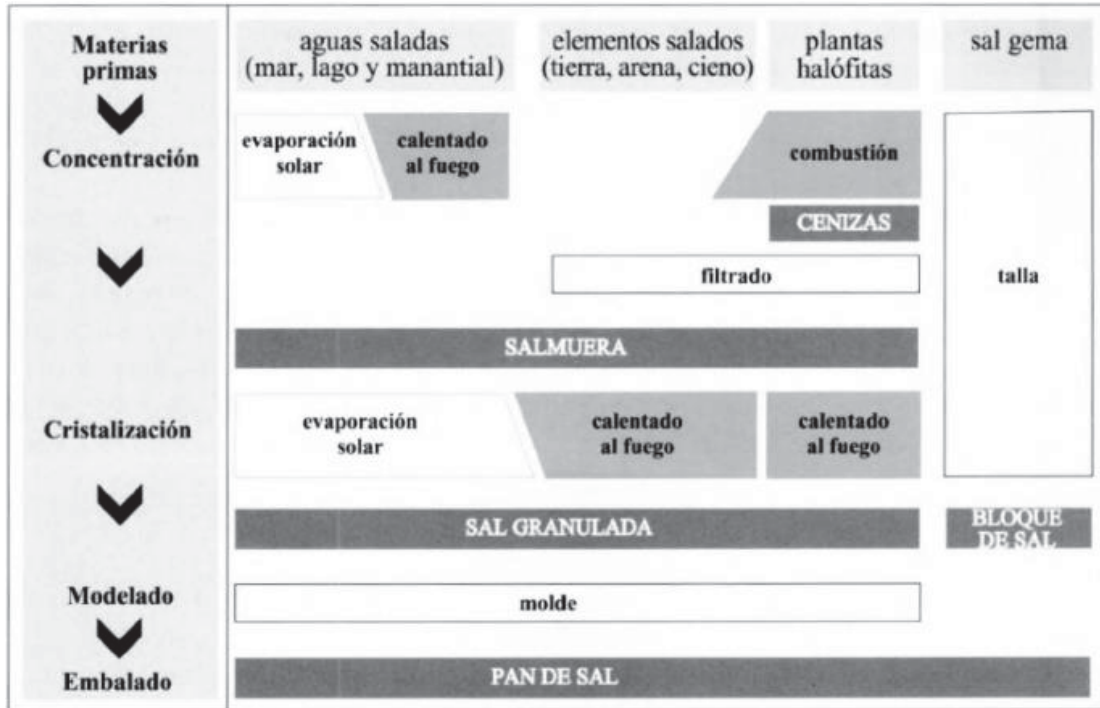 Materias
primas
aguas saladas
(mar, lago y manantial)
elementos salados
(tierra, arena, cieno)
plantas
halófitas
sal gema
Concentración
evaporación
solar
calentado
al fuego
combustión
CENIZAS
filtrado
talla
SALMUERA
Cristalización
evaporación
solar
calentado
al fuego
calentado
al fuego
SAL GRANULADA
BLOQUE
DE SAL
Modelado
molde
Embalado
PAN DE SAL